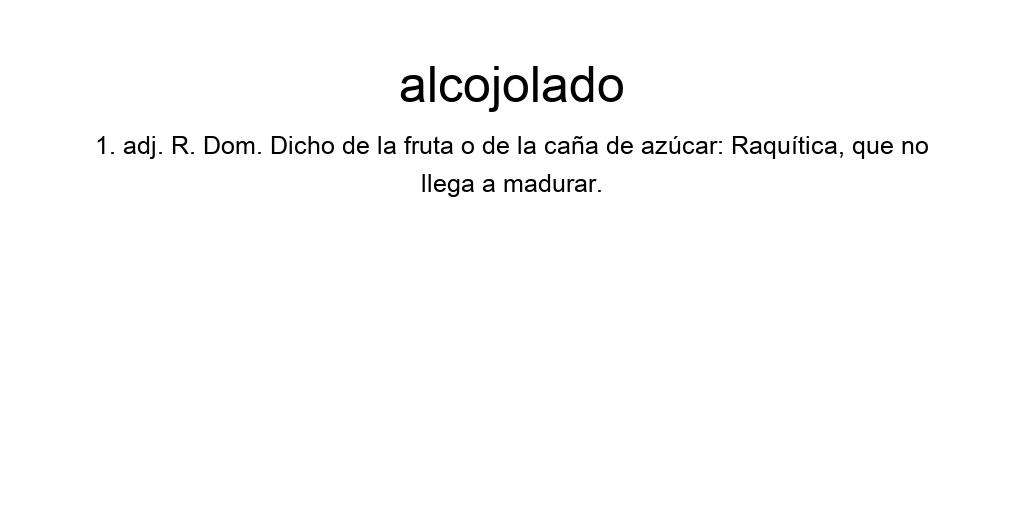 alcojolado
1. adj. R. Dom. Dicho de la fruta o de la caña de azúcar: Raquítica, que no
llega a madurar.